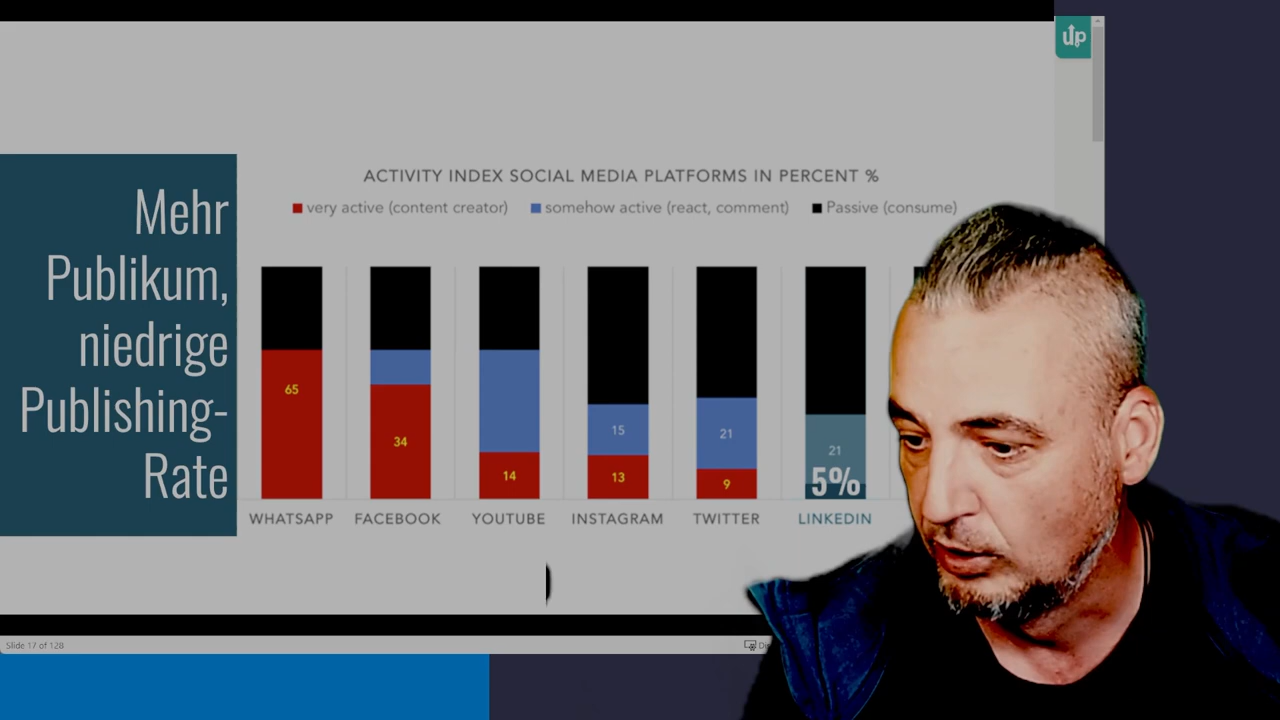 up
ACTIVITY INDEX SOCIAL MEDIA PLATFORMS IN PERCENT %
very active (content creator) somehow active (react, comment) Passive (consume)
Mehr
Publikum,
niedrige
Publishing-
Rate
65
34
14
15
13
21
9
21
5%
WHATSAPP FACEBOOK YOUTUBE INSTAGRAM TWITTER LINKEDIN
Slide 17 of 128